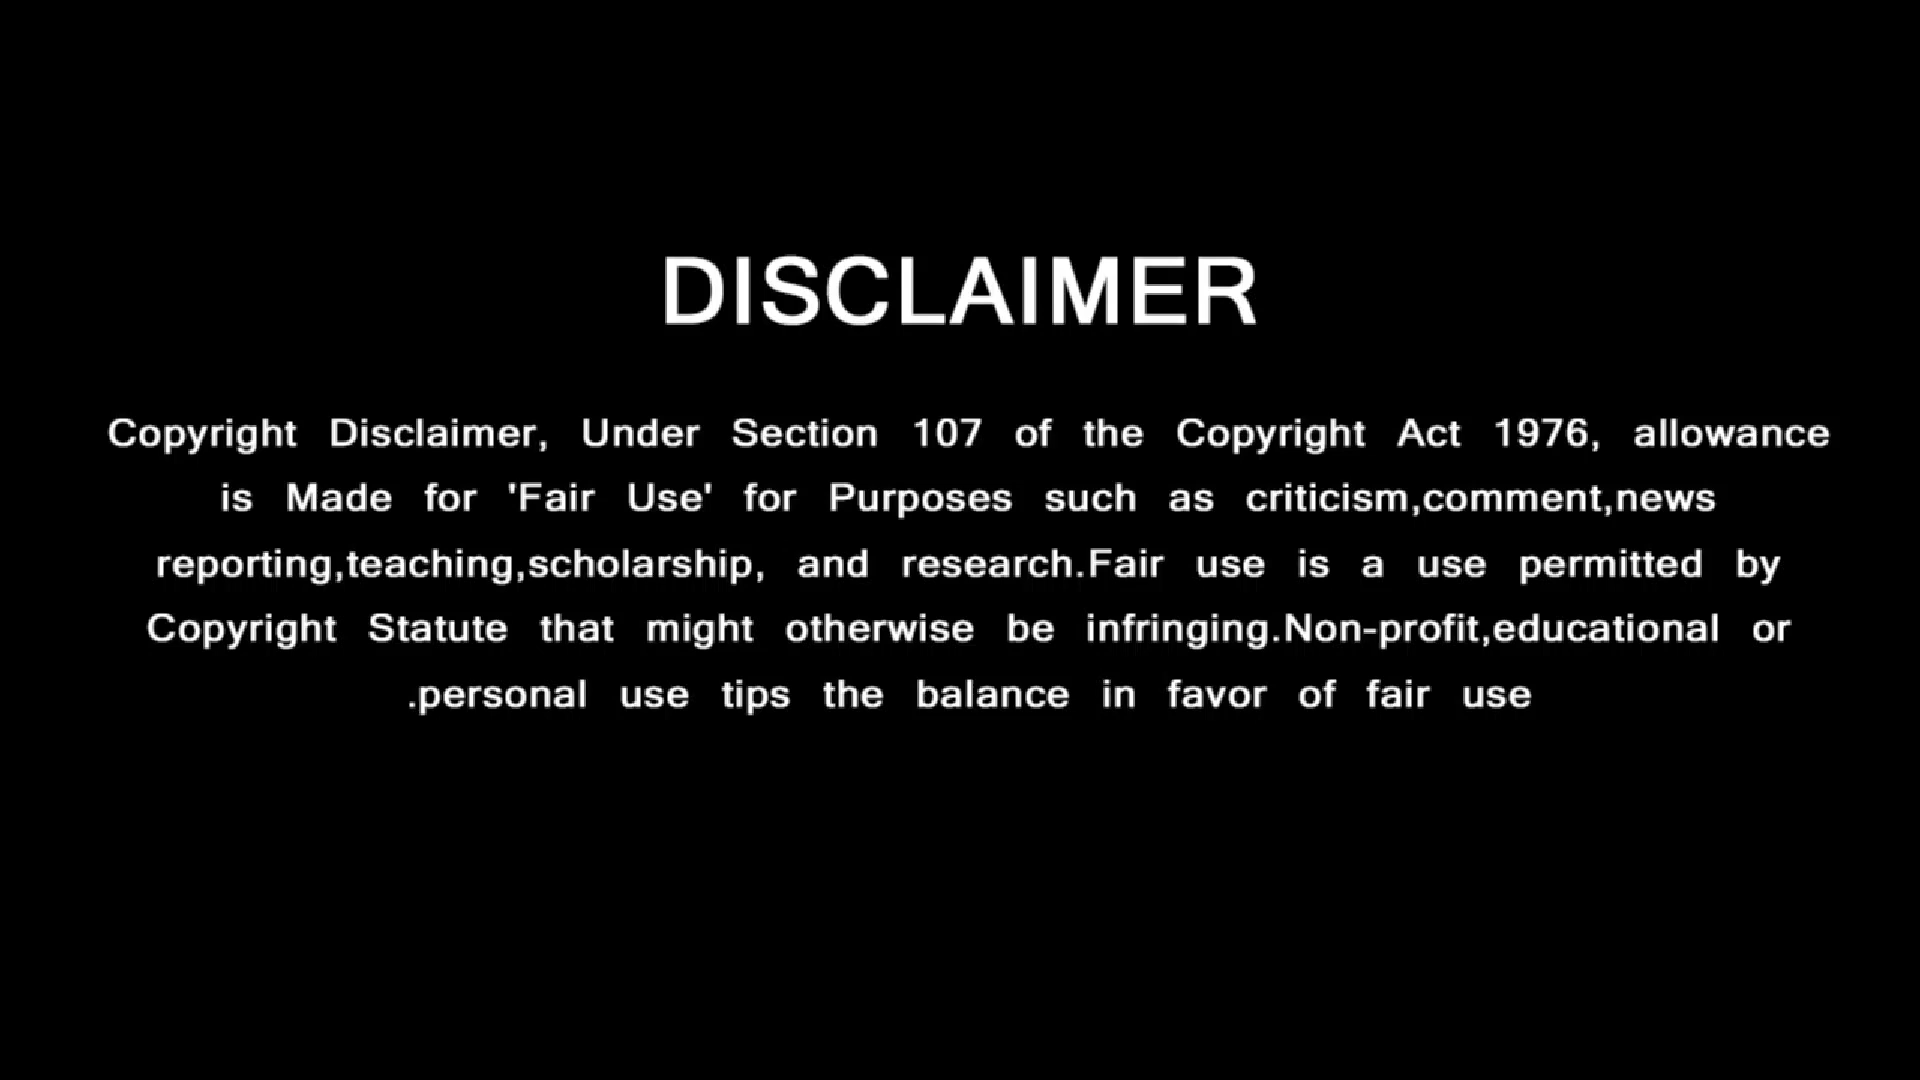 DISCLAIMER
Copyright Disclaimer, Under Section 107 of the Copyright Act 1976, allowance
is Made for 'Fair Use' for Purposes such as criticism,comment,news
reporting,teaching,scholarship, and research.Fair use is a use permitted by
Copyright Statute that might otherwise be infringing.Non-profit,educational or
.personal use tips the balance in favor of fair use